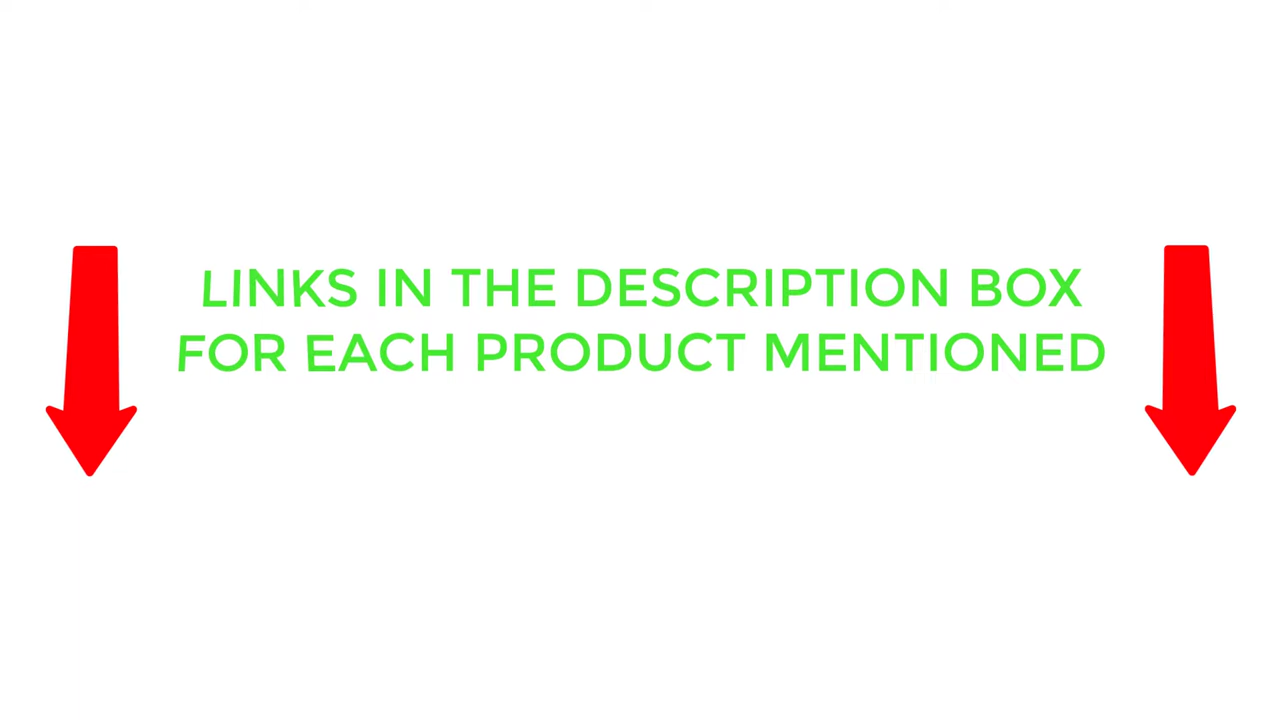 LINKS IN THE DESCRIPTION BOX
FOR EACH PRODUCT MENTIONED